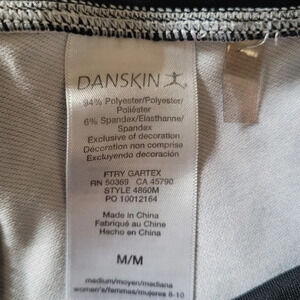 DANSKIN
94% Polyester/Polyester/
Poliéster
6% Spandex/Elasthanne/
Spandex
Exclusive of decoration
Décoration non comprise
Excluyendo decoración
FTRY GARTEX
RN 50369 CA 45790
STYLE 4860M
PO 10012164
Made in China
Fabriqué au Chine
Hecho en China
M/M
medium/moyen/mediana
women's/femmes/mujeres 8-10